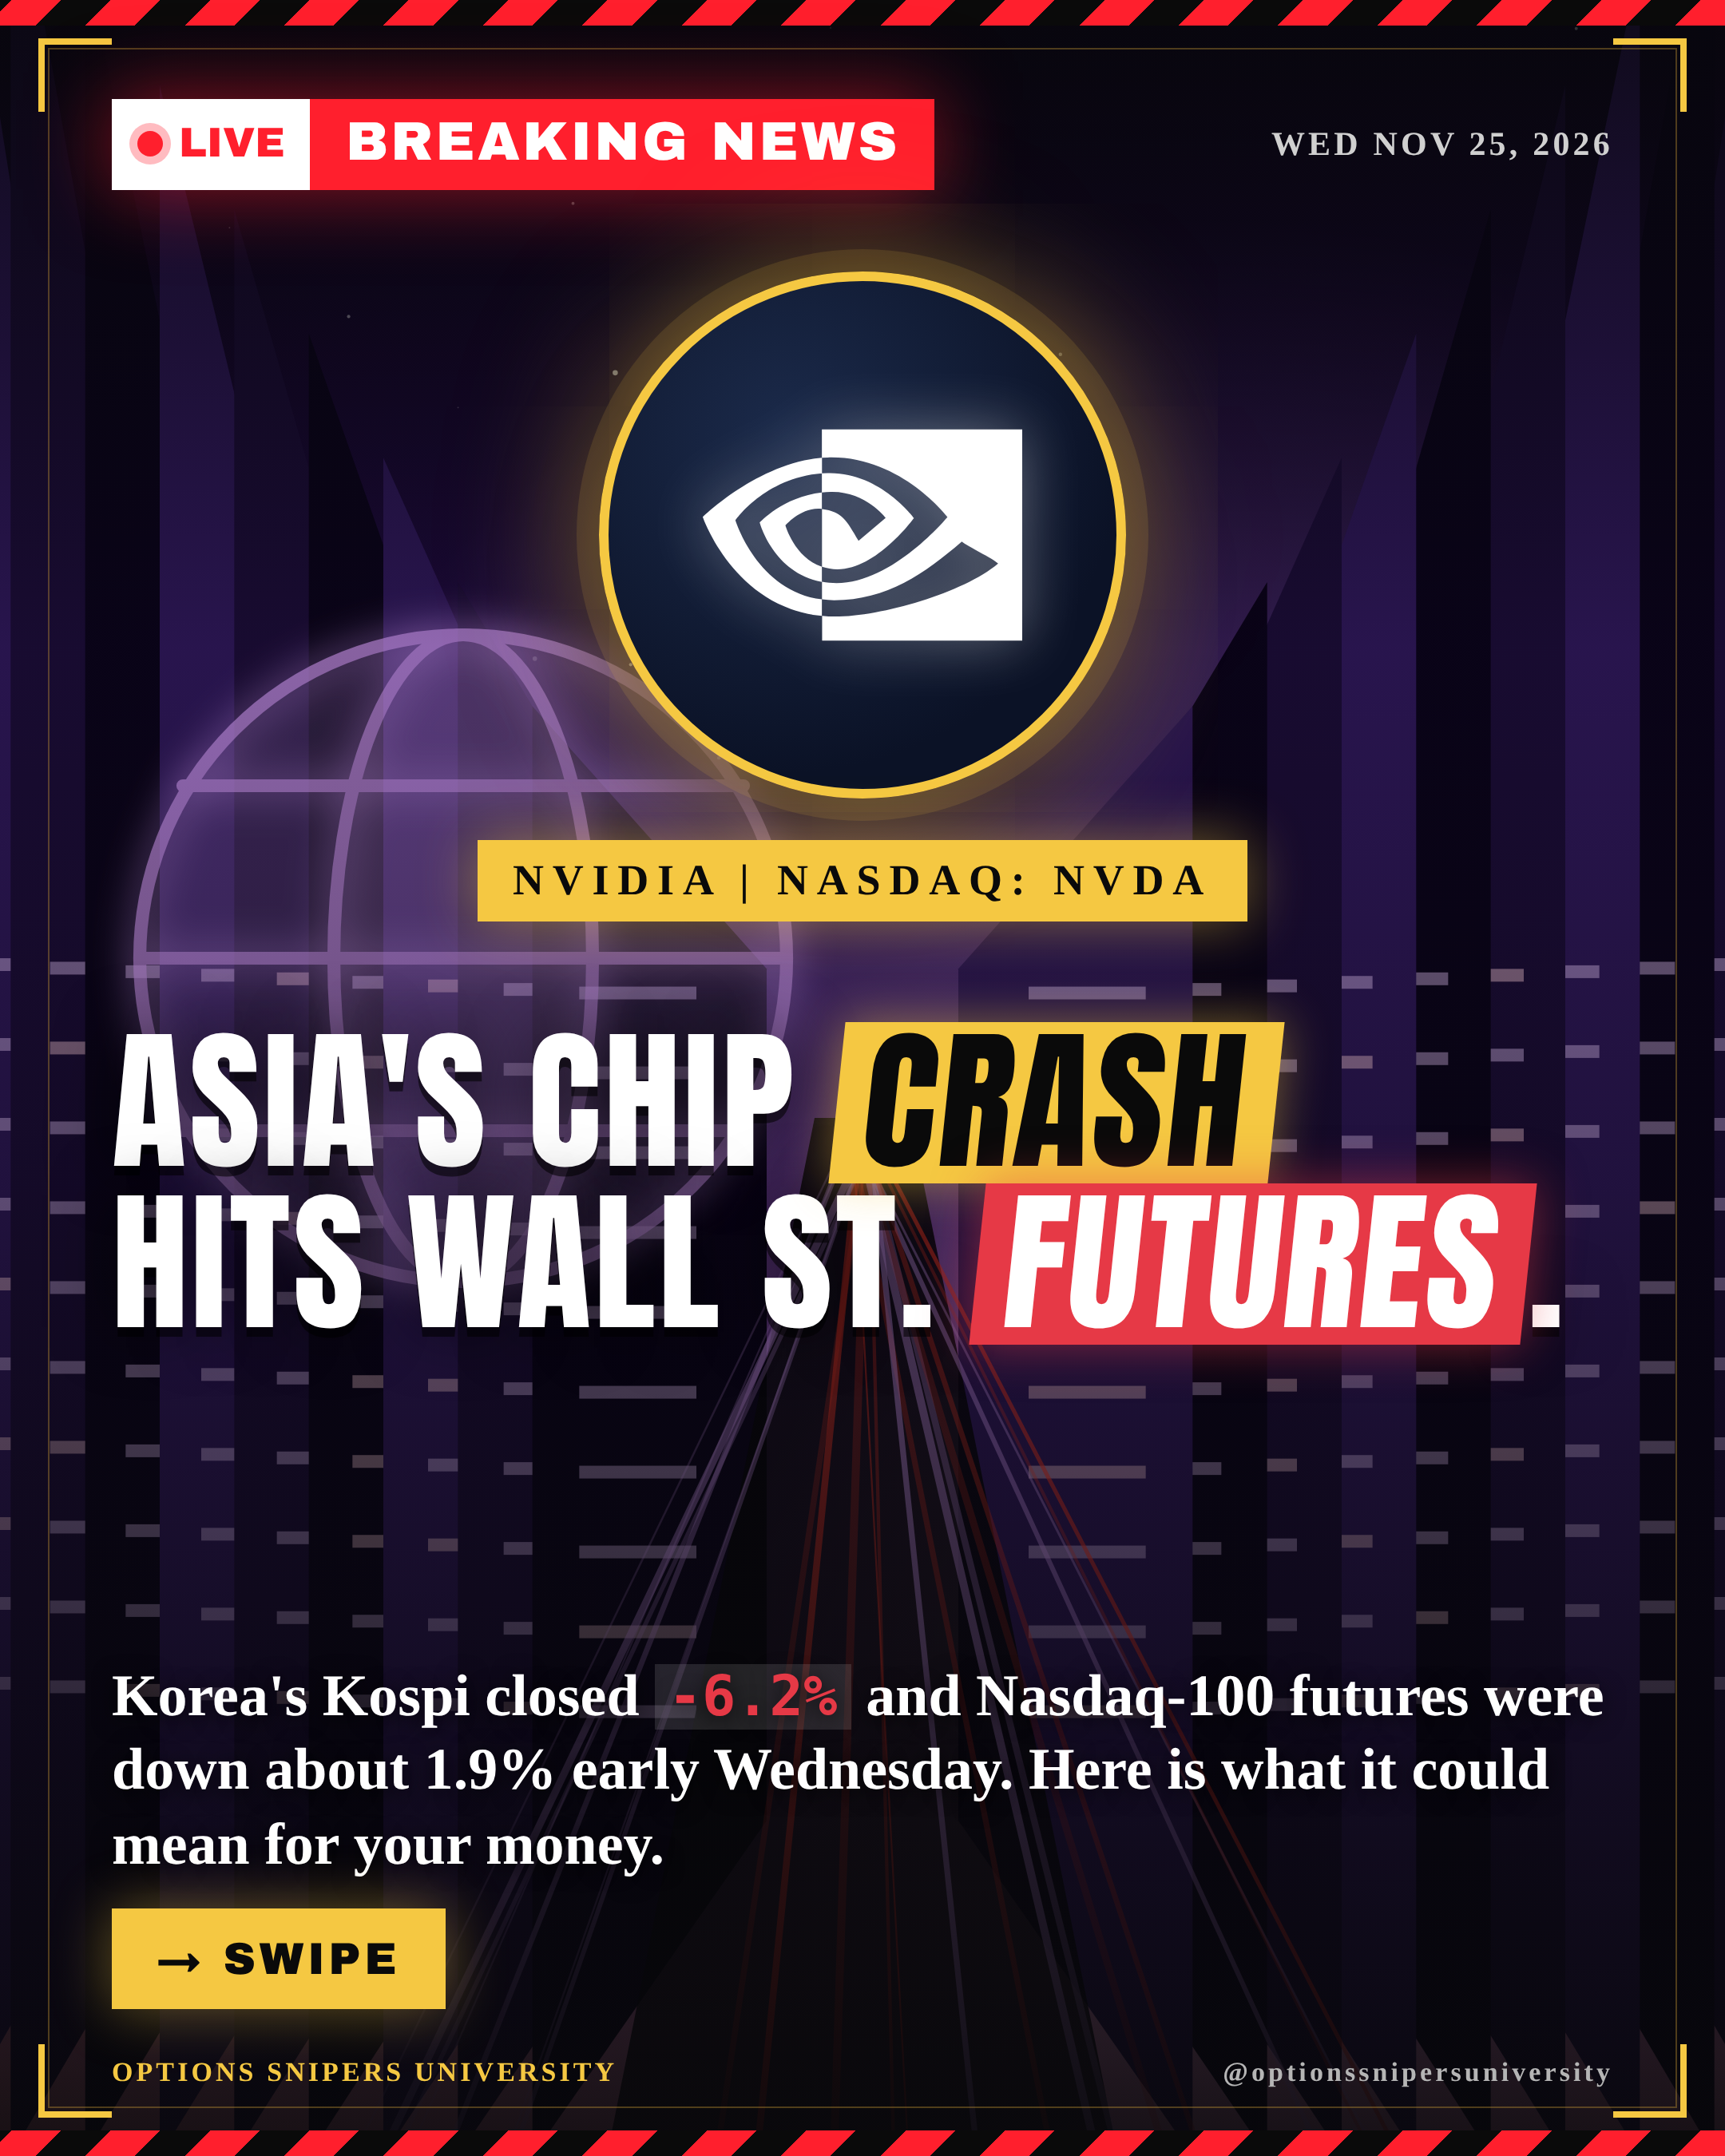 LIVE BREAKING NEWS
WED NOV 25, 2026
NVIDIA | NASDAQ: NVDA
ASIA'S CHIP CRASH
HITS WALL ST. FUTURES.
Korea's Kospi closed -6.2% and Nasdaq-100 futures were
down about 1.9% early Wednesday. Here is what it could
mean for your money.
→ SWIPE
OPTIONS SNIPERS UNIVERSITY
@optionssnipersuniversity